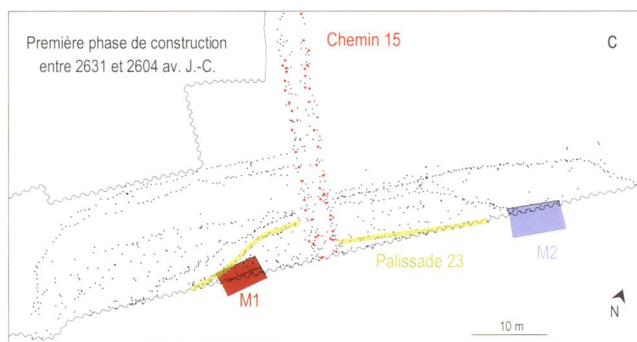 Première phase de construction
entre 2631 et 2604 av. J.-C.
Chemin 15
C
Palissade 23
M2
M1
N
10 m